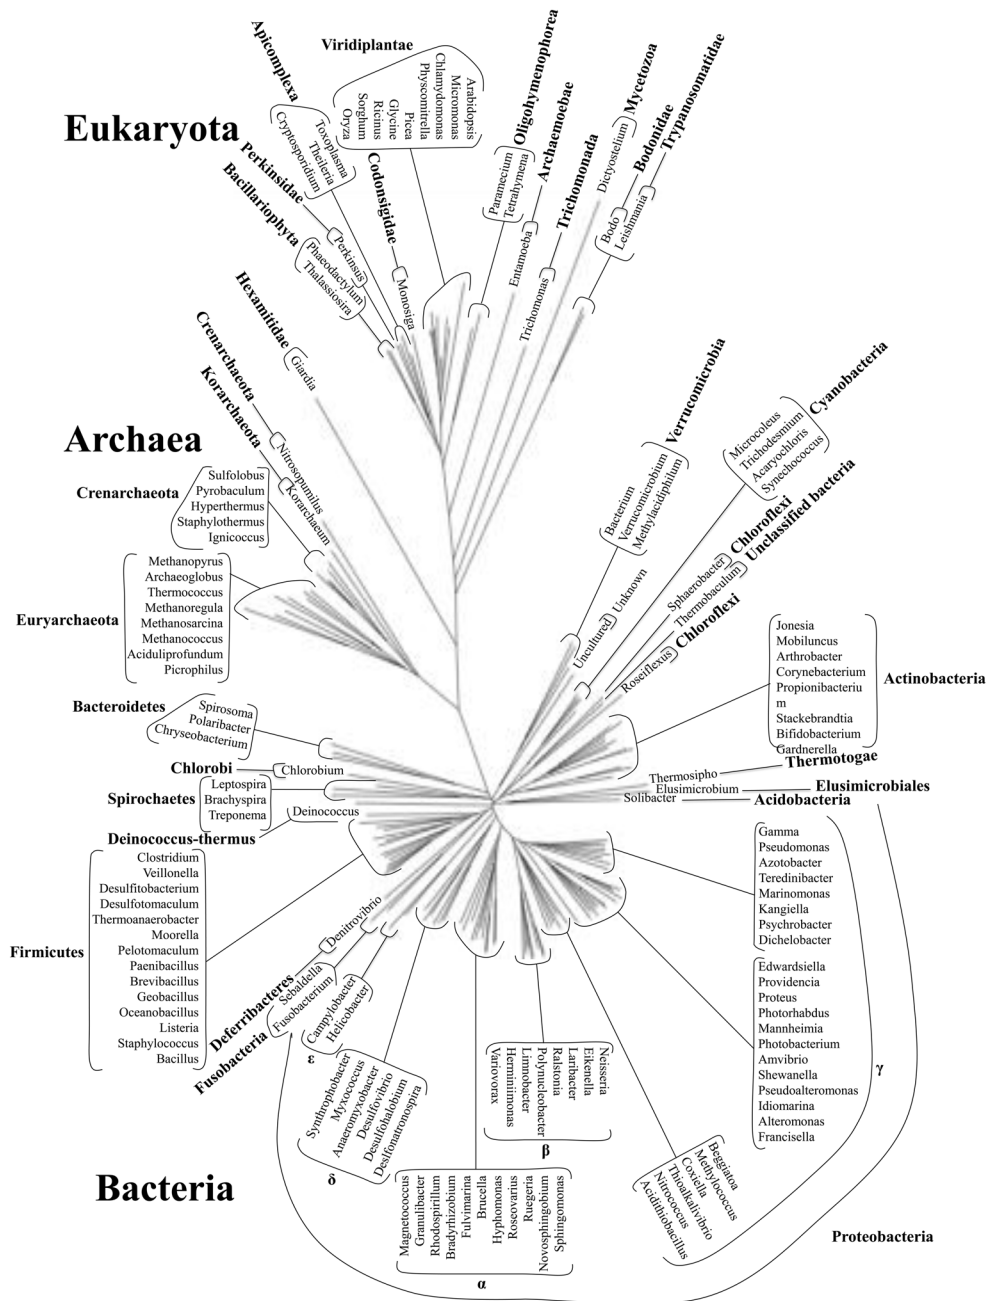 Eukaryota
Apicomplexa
Toxoplasma
Theileria
Cryptosporidium
Perkinsidae
Perkinsus
Bacillariophyta
Phaeodactylum
Thalassiosira
Codonsigidae
Monosiga
Viridiplantae
Arabidopsis
Micromonas
Chlamydomonas
Physcomitrella
Picea
Glycine
Ricinus
Sorghum
Oryza
Oligohymenophorea
Paramecium
Tetrahymena
Archaemoebae
Entamoeba
Trichomonada
Trichomonas
Mycetozoa
Dictyostelium
Bodonidae
Bodo
Trypanosomatidae
Leishmania
Hexamitidae
Giardia
Archaea
Crenarchaeota
Nitrosopumilus
Korarchaeota
Korarchaeum
Crenarchaeota
Sulfolobus
Pyrobaculum
Hyperthermus
Staphylothermus
Ignicoccus
Euryarchaeota
Methanopyrus
Archaeoglobus
Thermococcus
Methanoregula
Methanosarcina
Methanococcus
Aciduliprofundum
Picrophilus
Verrucomicrobia
Bacterium
Verrucomicrobium
Methylacidiphilum
Uncultured
Unknown
Cyanobacteria
Microcoleus
Trichodesmium
Acaryochloris
Synechococcus
Chloroflexi
Sphaerobacter
Unclassified bacteria
Thermobaculum
Chloroflexi
Roseiflexus
Actinobacteria
Jonesia
Mobiluncus
Arthrobacter
Corynebacterium
Propionibacteriu
m
Stackebrandtia
Bifidobacterium
Gardnerella
Thermotogae
Thermosipho
Elusimicrobiales
Elusimicrobium
Acidobacteria
Solibacter
Bacteroidetes
Spirosoma
Polaribacter
Chryseobacterium
Chlorobi
Chlorobium
Spirochaetes
Leptospira
Brachyspira
Treponema
Deinococcus-thermus
Deinococcus
Firmicutes
Clostridium
Veillonella
Desulfitobacterium
Desulfotomaculum
Thermoanaerobacter
Moorella
Pelotomaculum
Paenibacillus
Brevibacillus
Geobacillus
Oceanobacillus
Listeria
Staphylococcus
Bacillus
Deferribacteres
Denitrovibrio
Fusobacteria
Sebaldella
Fusobacterium
Campylobacter
Helicobacter
ε
Synthrophobacter
Myxococcus
Anaeromyxobacter
Desulfovibrio
Desulfohalobium
Deslfonatronospira
δ
Bacteria
Magnetococcus
Granulibacter
Rhodospirilium
Bradyrhizobium
Fulvimarina
Brucella
Hyphomonas
Roseovarius
Ruegeria
Novosphingobium
Sphingomonas
α
Neisseria
Eikenella
Laribacter
Ralstonia
Polynucleobacter
Limnobacter
Herminiimonas
Variovorax
β
Gamma
Pseudomonas
Azotobacter
Teredinibacter
Marinomonas
Kangiella
Psychrobacter
Dichelobacter
Edwardsiella
Providencia
Proteus
Photorhabdus
Mannheimia
Photobacterium
Amvibrio
Shewanella
Pseudoalteromonas
Idiomarina
Alteromonas
Francisella
γ
Beggiatoa
Methylococcus
Coxiella
Thioalkalivibrio
Nitrococcus
Acidithiobacillus
Proteobacteria